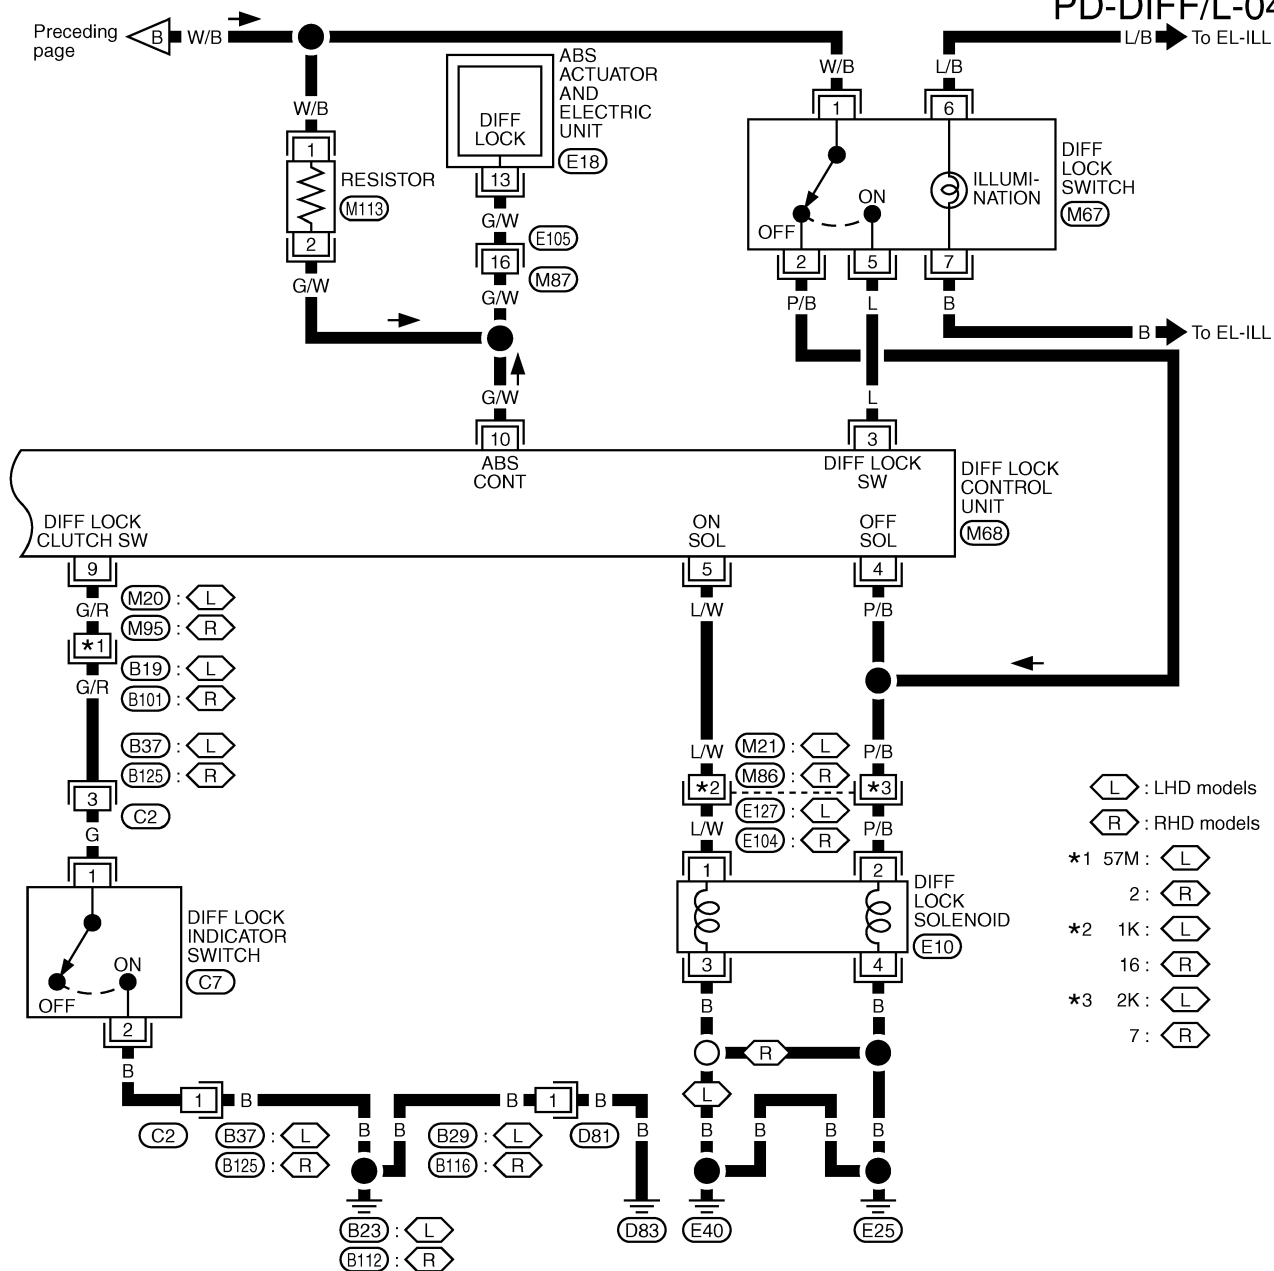 PD-DIFF/L-04
Preceding
page
B
W/B
W/B
1
RESISTOR
M113
2
G/W
ABS
ACTUATOR
AND
ELECTRIC
UNIT
E18
DIFF
LOCK
13
G/W
E105
16
M87
G/W
G/W
10
W/B
1
L/B
L/B
To EL-ILL
6
DIFF
LOCK
SWITCH
M67
ILLUMI-
NATION
ON
OFF
2
5
7
P/B
L
B
B
To EL-ILL
L
3
ABS
CONT
DIFF LOCK
SW
DIFF LOCK
CONTROL
UNIT
M68
DIFF LOCK
CLUTCH SW
ON
SOL
OFF
SOL
9
5
4
G/R
M20 : L
M95 : R
*1
B19 : L
B101 : R
G/R
B37 : L
B125 : R
3
C2
G
1
DIFF LOCK
INDICATOR
SWITCH
C7
ON
OFF
2
B
1
B
C2
B37 : L
B125 : R
B
B
B
1
B
B29 : L
B116 : R
D81
B
B23 : L
B112 : R
D83
L/W
P/B
L/W
M21 : L
M86 : R
P/B
*2
*3
E127 : L
E104 : R
L/W
P/B
1
2
DIFF
LOCK
SOLENOID
E10
3
4
B
B
R
L
B
B
B
B
E40
E25
L : LHD models
R : RHD models
*1 57M : L
2 : R
*2 1K : L
16 : R
*3 2K : L
7 : R